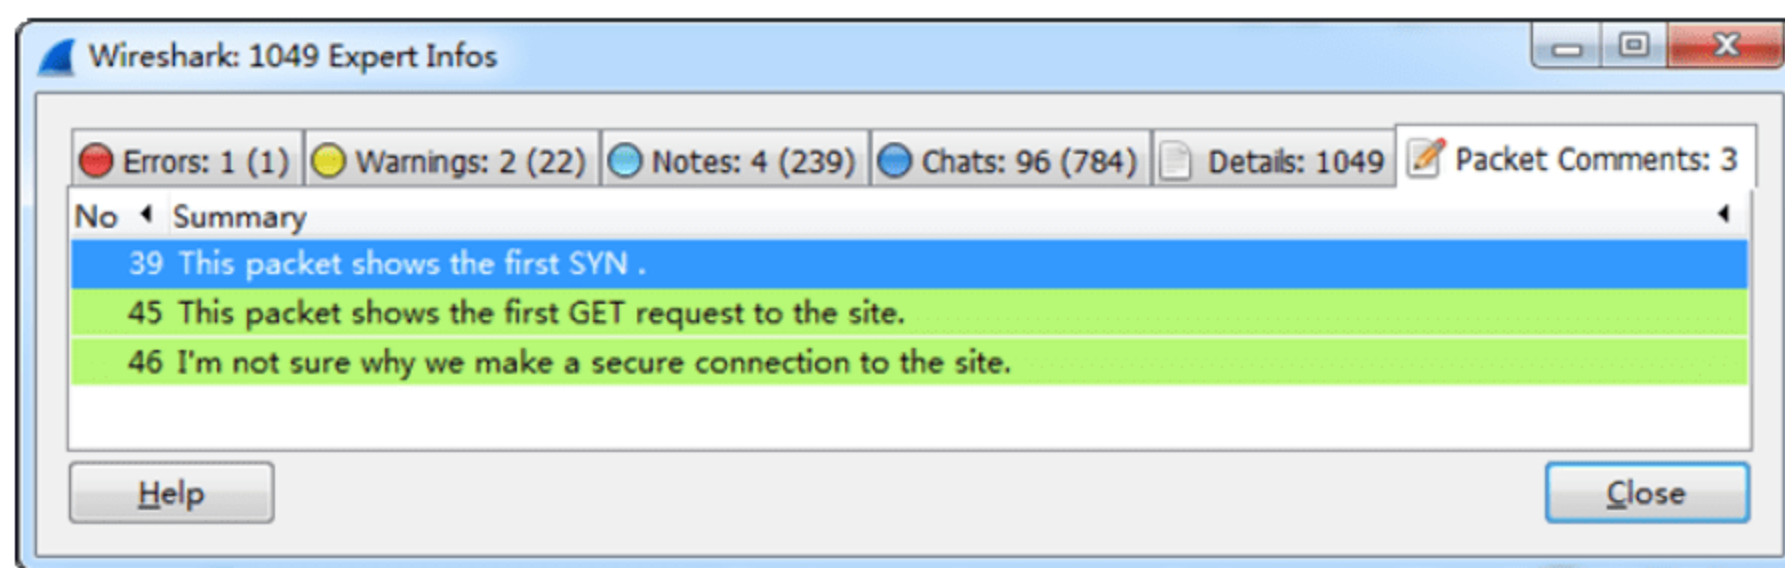 Wireshark: 1049 Expert Infos
Errors: 1 (1) Warnings: 2 (22) Notes: 4 (239) Chats: 96 (784) Details: 1049 Packet Comments: 3
No Summary
39 This packet shows the first SYN .
45 This packet shows the first GET request to the site.
46 I'm not sure why we make a secure connection to the site.
Help Close